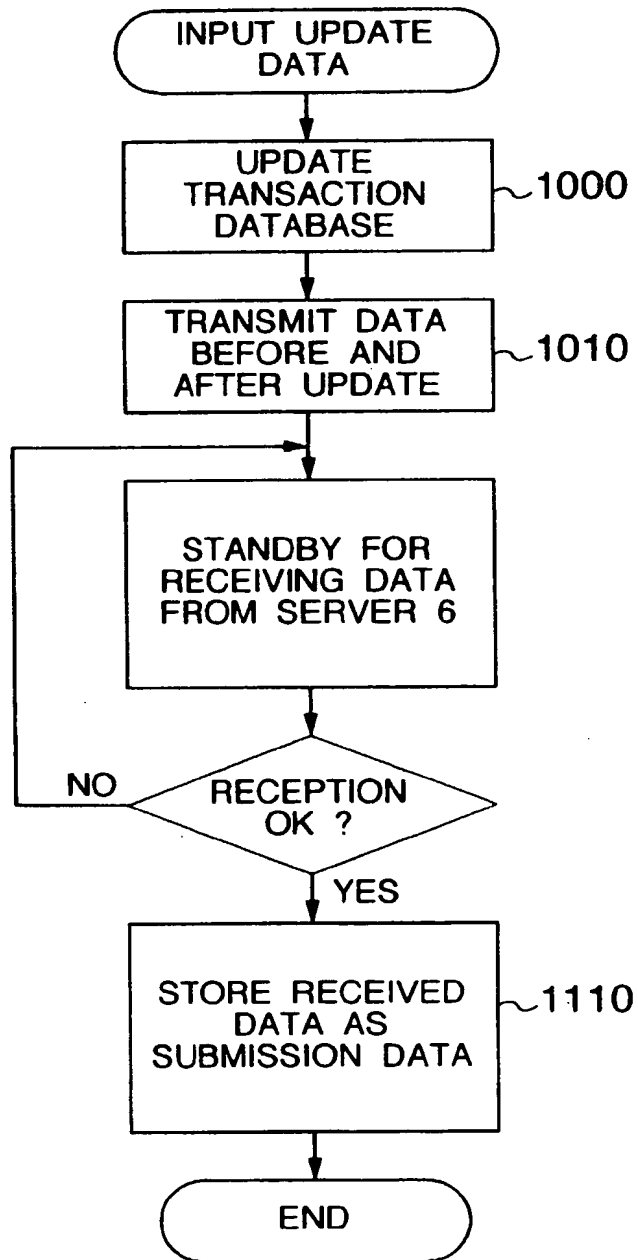 INPUT UPDATE
DATA
UPDATE
TRANSACTION
DATABASE
1000
TRANSMIT DATA
BEFORE AND
AFTER UPDATE
1010
STANDBY FOR
RECEIVING DATA
FROM SERVER 6
NO
RECEPTION
OK ?
YES
STORE RECEIVED
DATA AS
SUBMISSION DATA
1110
END